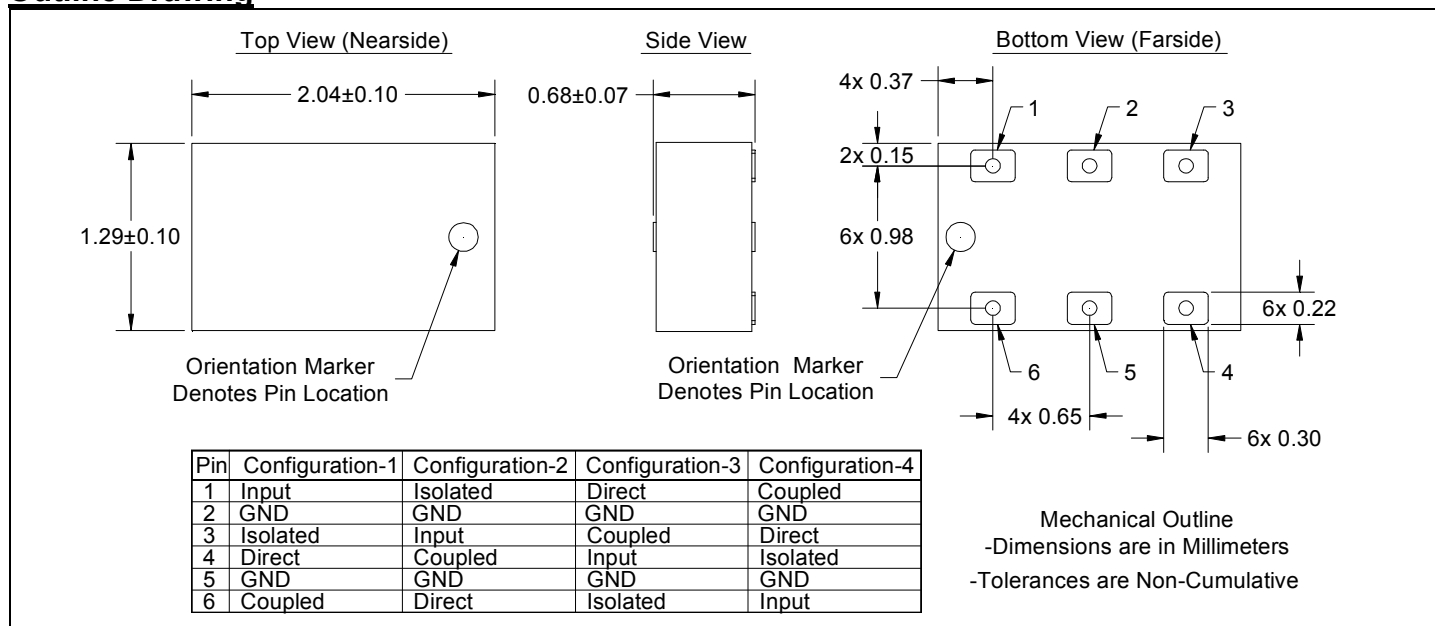 Outline Drawing
Top View (Nearside)
Side View
Bottom View (Farside)
2.04±0.10
0.68±0.07
4x 0.37
1
2
3
2x 0.15
1.29±0.10
6x 0.98
6x 0.22
Orientation Marker
Denotes Pin Location
Orientation Marker
Denotes Pin Location
6
5
4
4x 0.65
6x 0.30
Pin Configuration-1 Configuration-2 Configuration-3 Configuration-4
1 Input Isolated Direct Coupled
2 GND GND GND GND
3 Isolated Input Coupled Direct
4 Direct Coupled Input Isolated
5 GND GND GND GND
6 Coupled Direct Isolated Input
Mechanical Outline
-Dimensions are in Millimeters
-Tolerances are Non-Cumulative